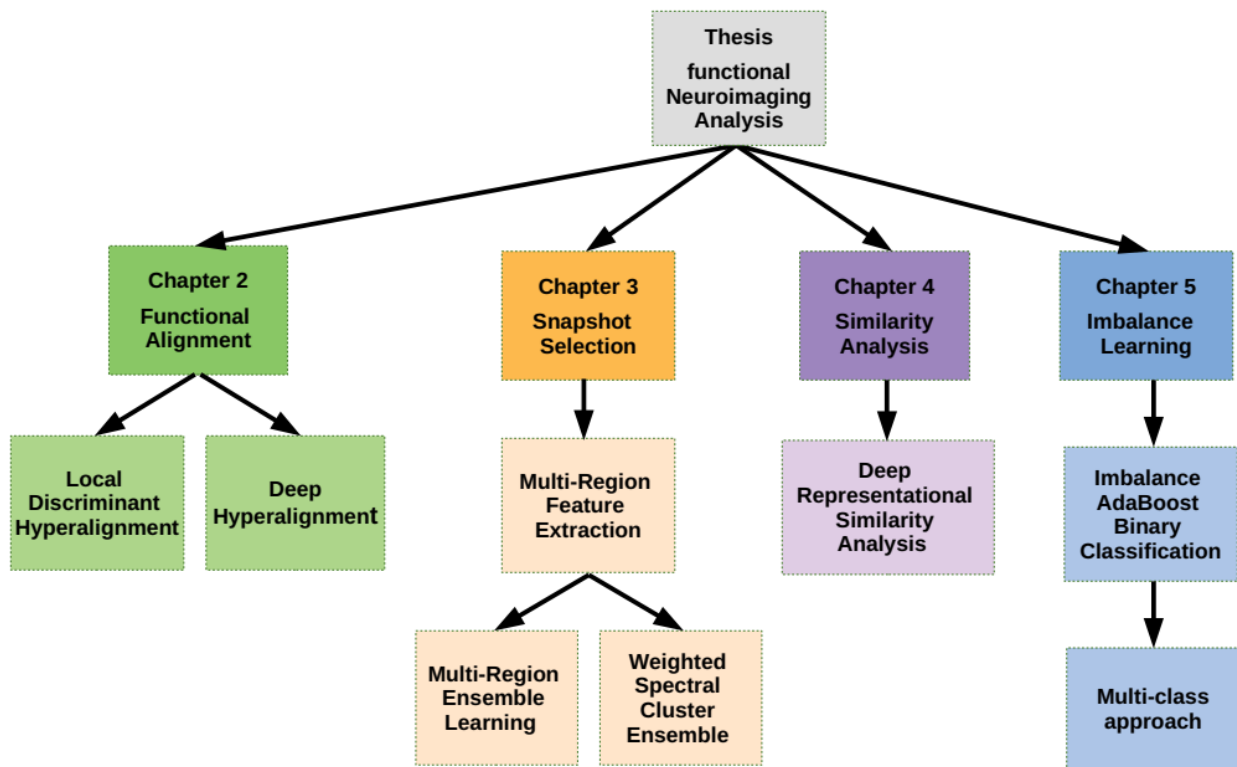 Thesis
functional
Neuroimaging
Analysis
Chapter 2
Functional
Alignment
Chapter 3
Snapshot
Selection
Chapter 4
Similarity
Analysis
Chapter 5
Imbalance
Learning
Local
Discriminant
Hyperalignment
Deep
Hyperalignment
Multi-Region
Feature
Extraction
Deep
Representational
Similarity
Analysis
Imbalance
AdaBoost
Binary
Classification
Multi-Region
Ensemble
Learning
Weighted
Spectral
Cluster
Ensemble
Multi-class
approach